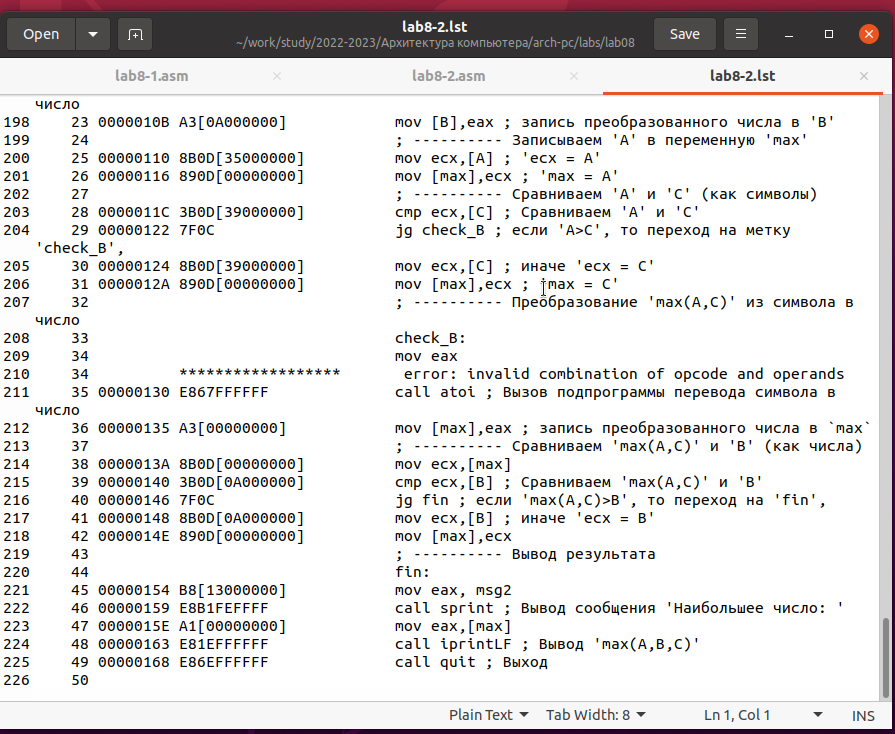 Open
lab8-2.lst
~/work/study/2022-2023/Архитектура компьютера/arch-pc/labs/lab08
Save
lab8-1.asm × lab8-2.asm × lab8-2.lst ×
число
198 23 0000010B A3[0A000000] mov [B],eax ; запись преобразованного числа в 'B'
199 24 ; ---------- Записываем 'A' в переменную 'max'
200 25 00000110 8B0D[35000000] mov ecx,[A] ; 'ecx = A'
201 26 00000116 890D[00000000] mov [max],ecx ; 'max = A'
202 27 ; ---------- Сравниваем 'A' и 'С' (как символы)
203 28 0000011C 3B0D[39000000] cmp ecx,[C] ; Сравниваем 'A' и 'С'
204 29 00000122 7F0C jg check_B ; если 'A>C', то переход на метку
'check_B',
205 30 00000124 8B0D[39000000] mov ecx,[C] ; иначе 'ecx = C'
206 31 0000012A 890D[00000000] mov [max],ecx ; 'max = C'
207 32 ; ---------- Преобразование 'max(A,C)' из символа в
число
208 33 check_B:
209 34 mov eax
210 34 ****************** error: invalid combination of opcode and operands
211 35 00000130 E867FFFFFF call atoi ; Вызов подпрограммы перевода символа в
число
212 36 00000135 A3[00000000] mov [max],eax ; запись преобразованного числа в `max`
213 37 ; ---------- Сравниваем 'max(A,C)' и 'B' (как числа)
214 38 0000013A 8B0D[00000000] mov ecx,[max]
215 39 00000140 3B0D[0A000000] cmp ecx,[B] ; Сравниваем 'max(A,C)' и 'B'
216 40 00000146 7F0C jg fin ; если 'max(A,C)>B', то переход на 'fin',
217 41 00000148 8B0D[0A000000] mov ecx,[B] ; иначе 'ecx = B'
218 42 0000014E 890D[00000000] mov [max],ecx
219 43 ; ---------- Вывод результата
220 44 fin:
221 45 00000154 B8[13000000] mov eax, msg2
222 46 00000159 E8B1FEFFFF call sprint ; Вывод сообщения 'Наибольшее число: '
223 47 0000015E A1[00000000] mov eax,[max]
224 48 00000163 E81EFFFFFF call iprintLF ; Вывод 'max(A,B,C)'
225 49 00000168 E86EFFFFFF call quit ; Выход
226 50
Plain Text Tab Width: 8 Ln 1, Col 1 INS